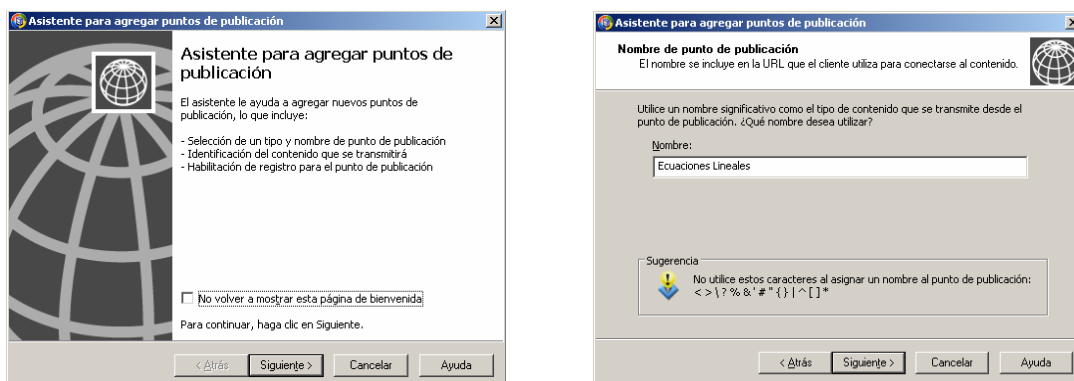 Asistente para agregar puntos de publicación
Asistente para agregar puntos de
publicación
El asistente le ayuda a agregar nuevos puntos de
publicación, lo que incluye:
- Selección de un tipo y nombre de punto de publicación
- Identificación del contenido que se transmitirá
- Habilitación de registro para el punto de publicación
No volver a mostrar esta página de bienvenida
Para continuar, haga clic en Siguiente.
< Atrás Siguiente > Cancelar Ayuda
Asistente para agregar puntos de publicación
Nombre de punto de publicación
El nombre se incluye en la URL que el cliente utiliza para conectarse al contenido.
Utilice un nombre significativo como el tipo de contenido que se transmite desde el
punto de publicación. ¿Qué nombre desea utilizar?
Nombre:
Ecuaciones Lineales
Sugerencia
No utilice estos caracteres al asignar un nombre al punto de publicación:
< > \ ? % & ' # " { } | ^ [ ] *
< Atrás Siguiente > Cancelar Ayuda